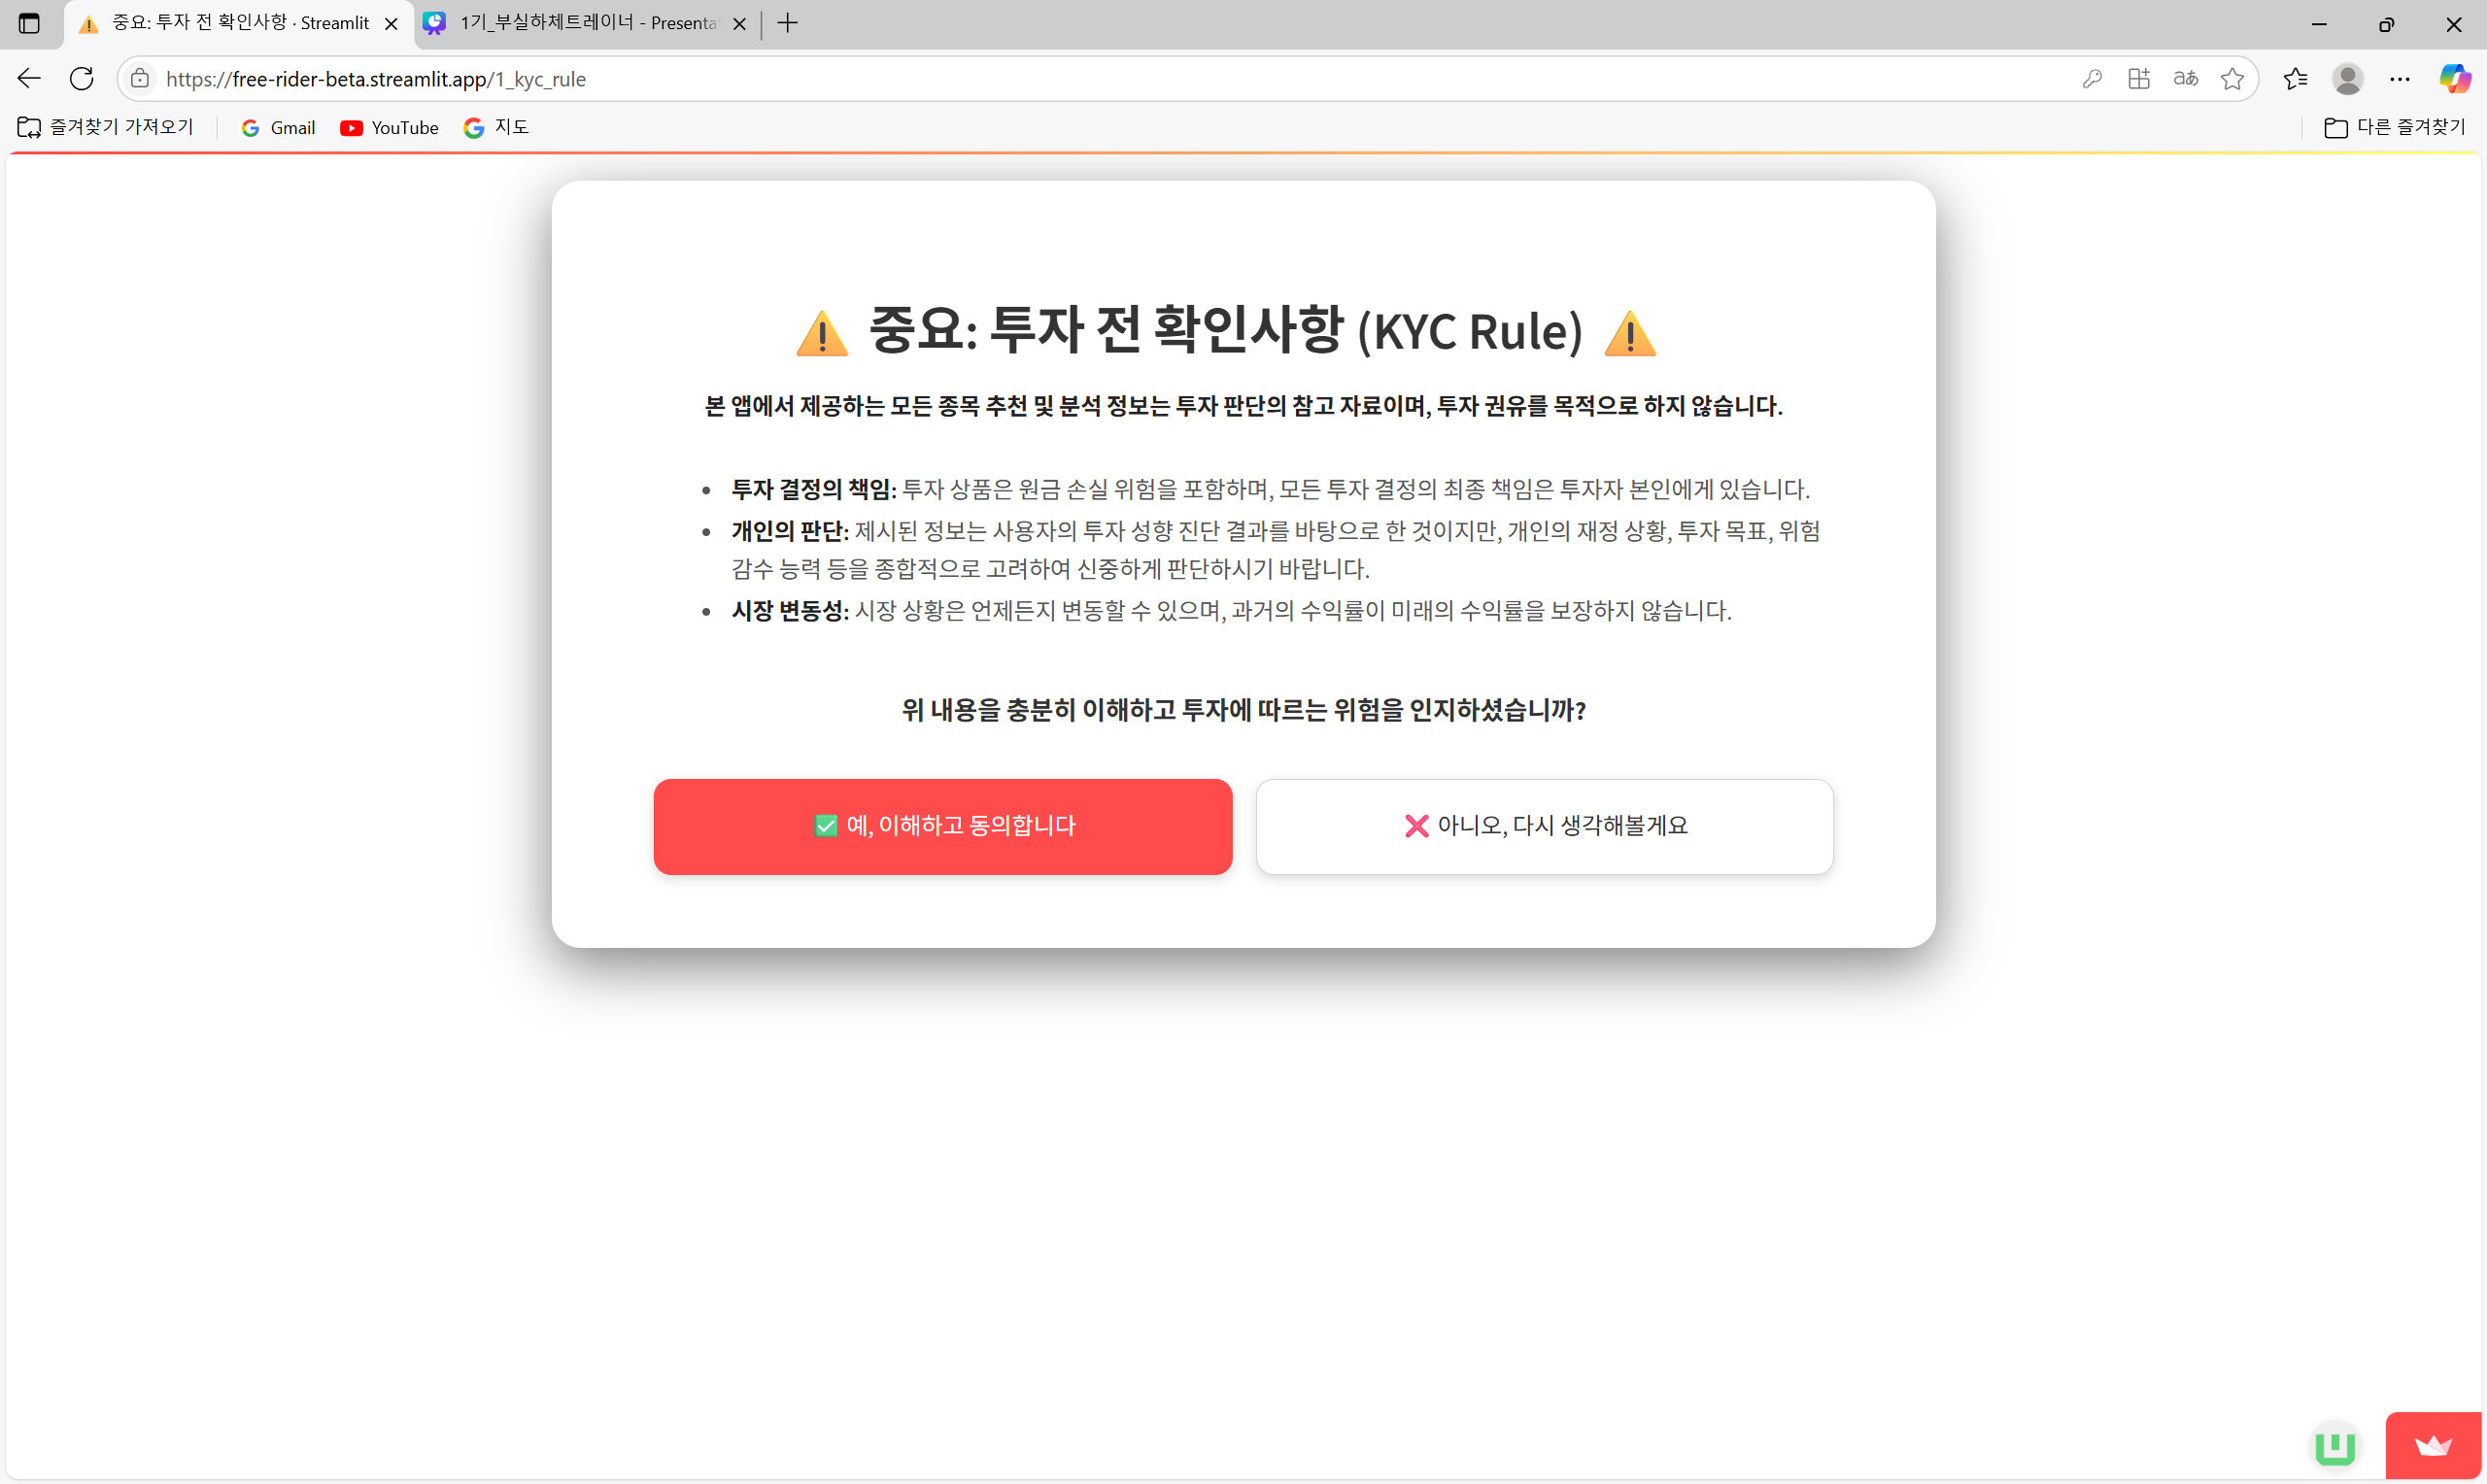 중요: 투자 전 확인사항 · Streamlit
1기_부실하체트레이너 - Presenta
https://free-rider-beta.streamlit.app/1_kyc_rule
즐겨찾기 가져오기
Gmail
YouTube
지도
다른 즐겨찾기
중요: 투자 전 확인사항 (KYC Rule)
본 앱에서 제공하는 모든 종목 추천 및 분석 정보는 투자 판단의 참고 자료이며, 투자 권유를 목적으로 하지 않습니다.
• 투자 결정의 책임: 투자 상품은 원금 손실 위험을 포함하며, 모든 투자 결정의 최종 책임은 투자자 본인에게 있습니다.
• 개인의 판단: 제시된 정보는 사용자의 투자 성향 진단 결과를 바탕으로 한 것이지만, 개인의 재정 상황, 투자 목표, 위험
감수 능력 등을 종합적으로 고려하여 신중하게 판단하시기 바랍니다.
• 시장 변동성: 시장 상황은 언제든지 변동할 수 있으며, 과거의 수익률이 미래의 수익률을 보장하지 않습니다.
위 내용을 충분히 이해하고 투자에 따르는 위험을 인지하셨습니까?
✅ 예, 이해하고 동의합니다
❌ 아니오, 다시 생각해볼게요